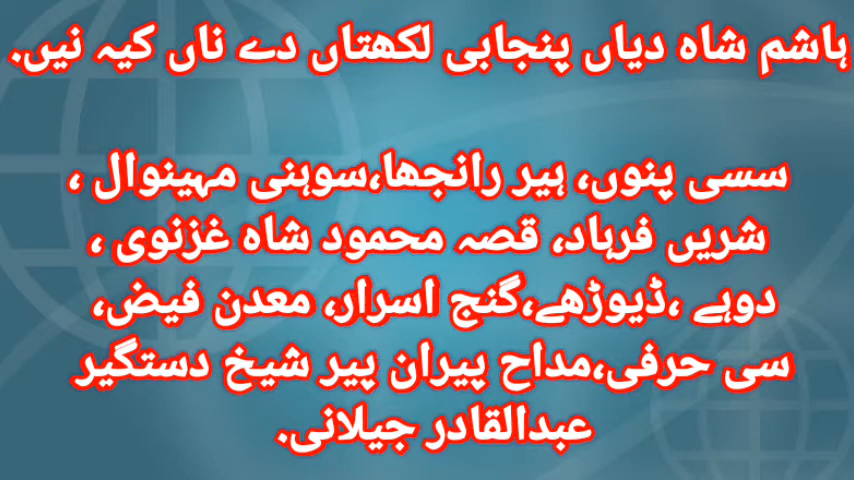 ہاشم شاہ دیاں پنجابی لکھتاں دے ناں کیہ نیں.
سسی پنوں، ہیر رانجھا،سوہنی مہینوال ،
شریں فرہاد، قصہ محمود شاہ غزنوی ،
دوہے ،ڈیوڑھے،گنج اسرار، معدن فیض،
سی حرفی،مداح پیران پیر شیخ دستگیر
عبدالقادر جیلانی.